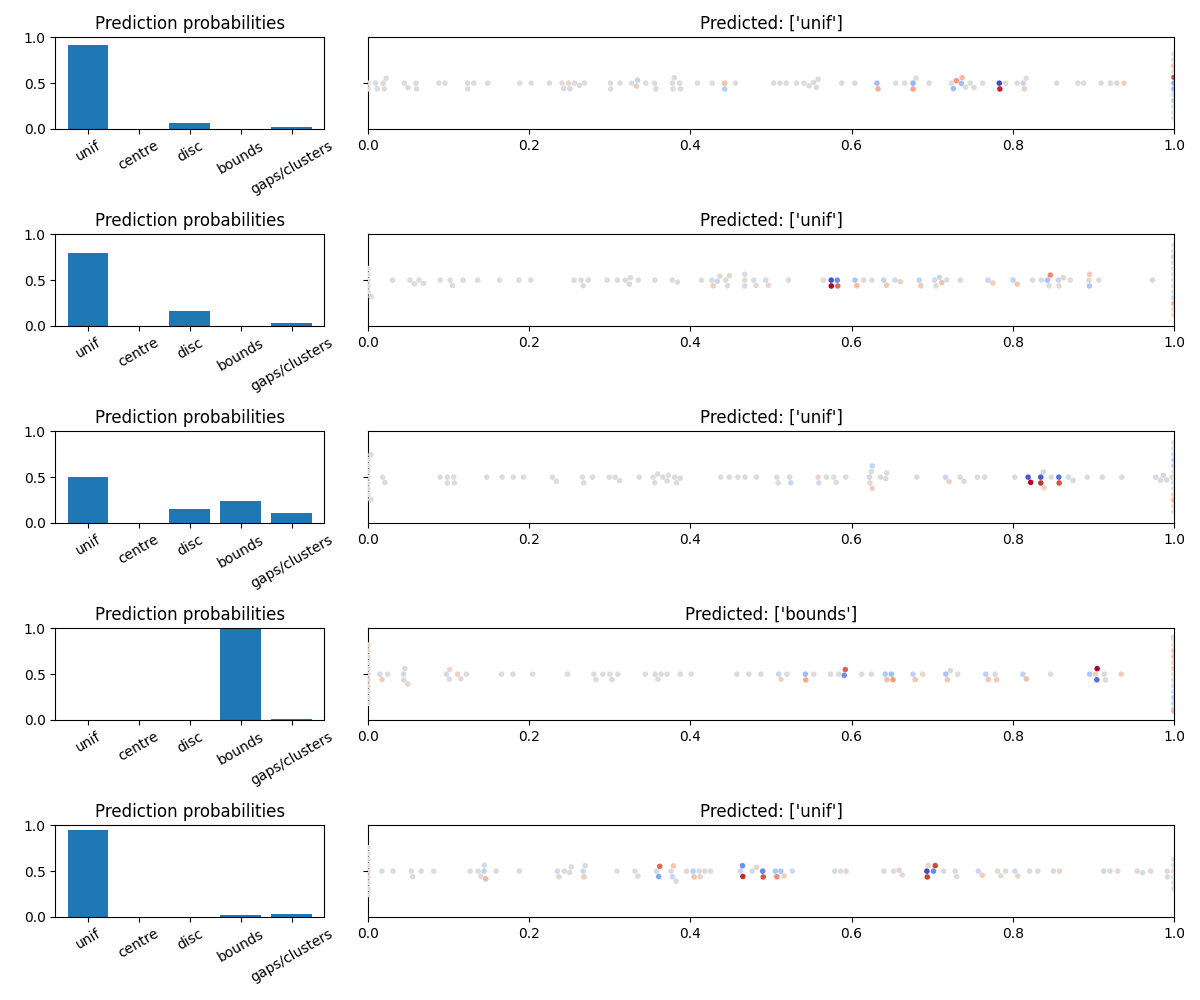 Prediction probabilities
Predicted: ['unif']
1.0
0.5
0.0
unif
centre
disc
bounds
gaps/clusters
0.0 0.2 0.4 0.6 0.8 1.0
Prediction probabilities
Predicted: ['unif']
1.0
0.5
0.0
unif
centre
disc
bounds
gaps/clusters
0.0 0.2 0.4 0.6 0.8 1.0
Prediction probabilities
Predicted: ['unif']
1.0
0.5
0.0
unif
centre
disc
bounds
gaps/clusters
0.0 0.2 0.4 0.6 0.8 1.0
Prediction probabilities
Predicted: ['bounds']
1.0
0.5
0.0
unif
centre
disc
bounds
gaps/clusters
0.0 0.2 0.4 0.6 0.8 1.0
Prediction probabilities
Predicted: ['unif']
1.0
0.5
0.0
unif
centre
disc
bounds
gaps/clusters
0.0 0.2 0.4 0.6 0.8 1.0